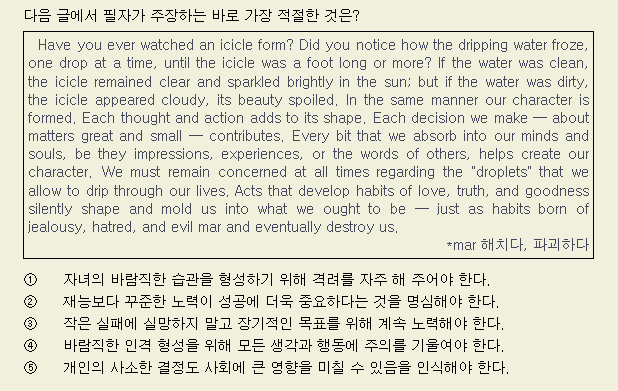 다음 글에서 필자가 주장하는 바로 가장 적절한 것은?
Have you ever watched an icicle form? Did you notice how the dripping water froze,
one drop at a time, until the icicle was a foot long or more? If the water was clean,
the icicle remained clear and sparkled brightly in the sun; but if the water was dirty,
the icicle appeared cloudy, its beauty spoiled. In the same manner our character is
formed. Each thought and action adds to its shape. Each decision we make — about
matters great and small — contributes. Every bit that we absorb into our minds and
souls, be they impressions, experiences, or the words of others, helps create our
character. We must remain concerned at all times regarding the "droplets" that we
allow to drip through our lives. Acts that develop habits of love, truth, and goodness
silently shape and mold us into what we ought to be — just as habits born of
jealousy, hatred, and evil mar and eventually destroy us.
*mar 해치다, 파괴하다
① 자녀의 바람직한 습관을 형성하기 위해 격려를 자주 해 주어야 한다.
② 재능보다 꾸준한 노력이 성공에 더욱 중요하다는 것을 명심해야 한다.
③ 작은 실패에 실망하지 말고 장기적인 목표를 위해 계속 노력해야 한다.
④ 바람직한 인격 형성을 위해 모든 생각과 행동에 주의를 기울여야 한다.
⑤ 개인의 사소한 결정도 사회에 큰 영향을 미칠 수 있음을 인식해야 한다.